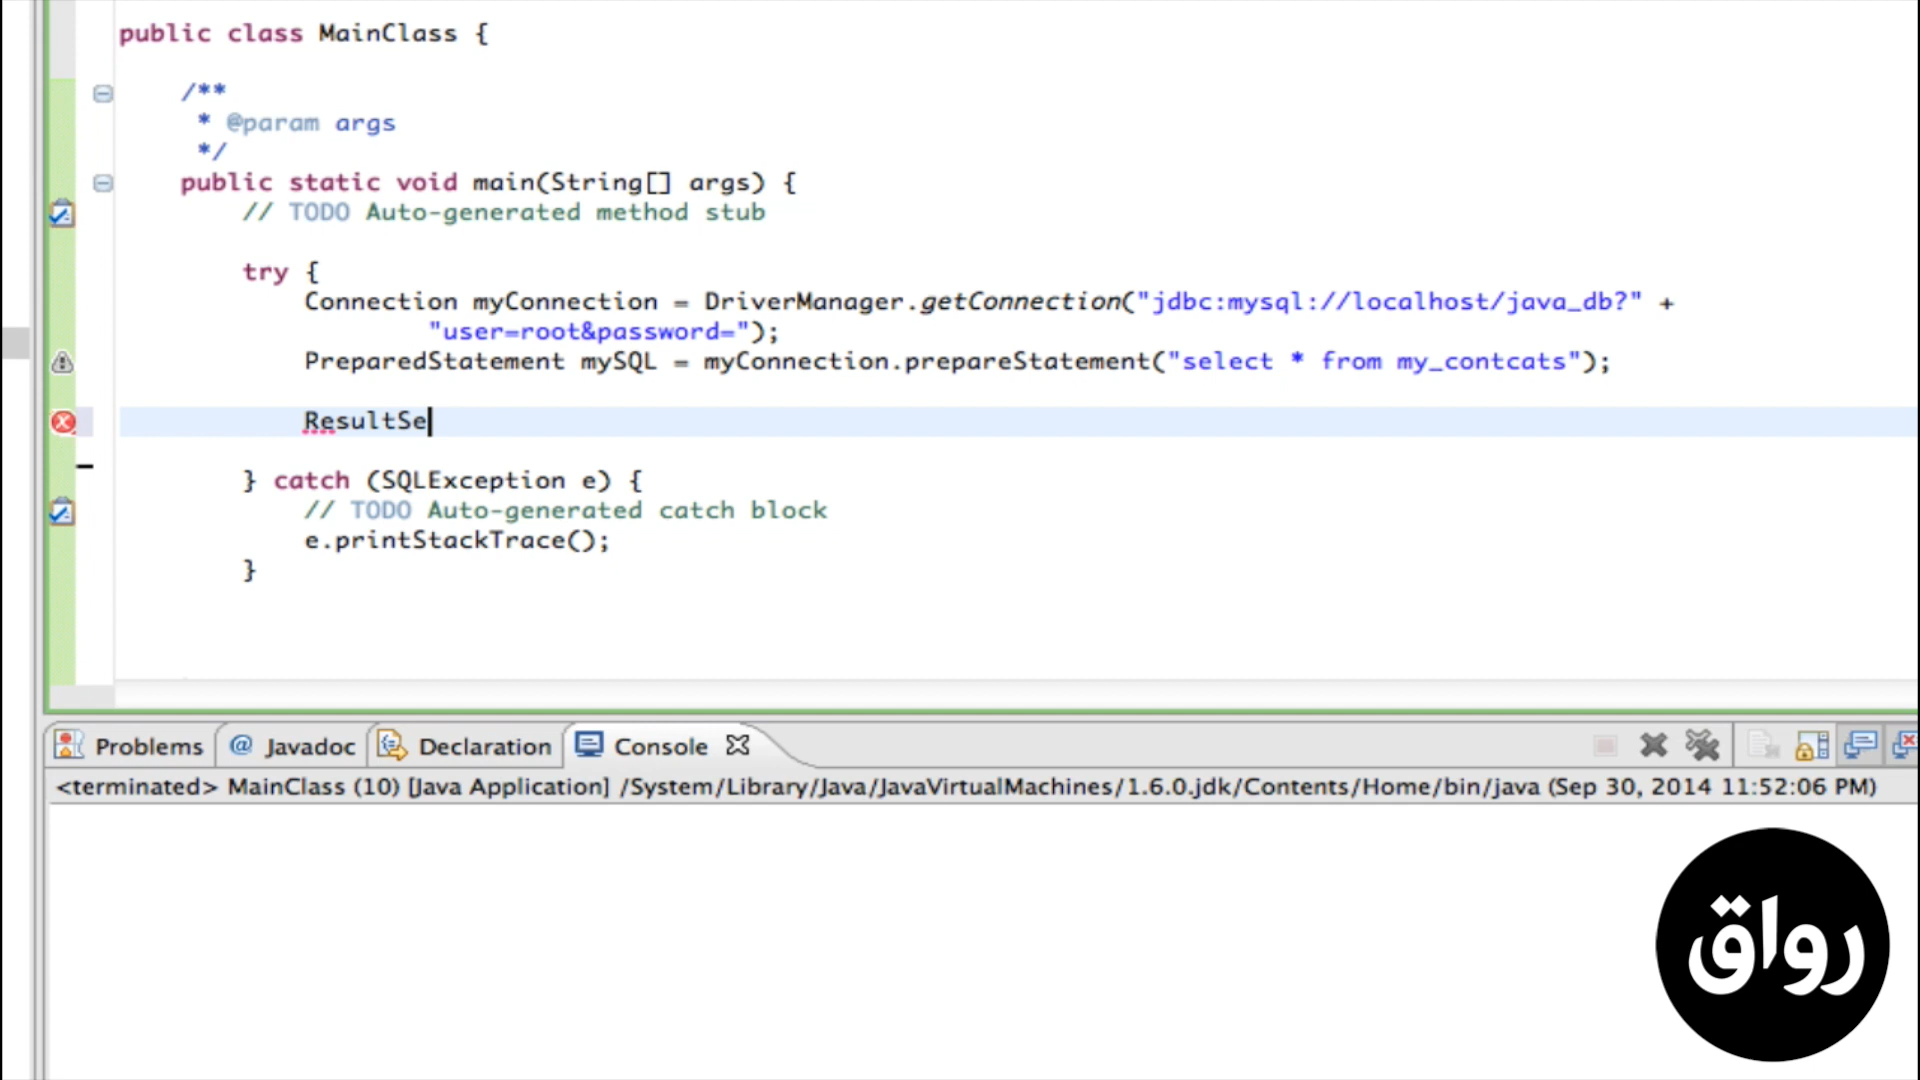 public class MainClass {
/**
* @param args
*/
public static void main(String[] args) {
// TODO Auto-generated method stub
try {
Connection myConnection = DriverManager.getConnection("jdbc:mysql://localhost/java_db?" +
"user=root&password=");
PreparedStatement mySQL = myConnection.prepareStatement("select * from my_contcats");
ResultSe
} catch (SQLException e) {
// TODO Auto-generated catch block
e.printStackTrace();
}
Problems @ Javadoc Declaration Console
<terminated> MainClass (10) [Java Application] /System/Library/Java/JavaVirtualMachines/1.6.0.jdk/Contents/Home/bin/java (Sep 30, 2014 11:52:06 PM)
رواق